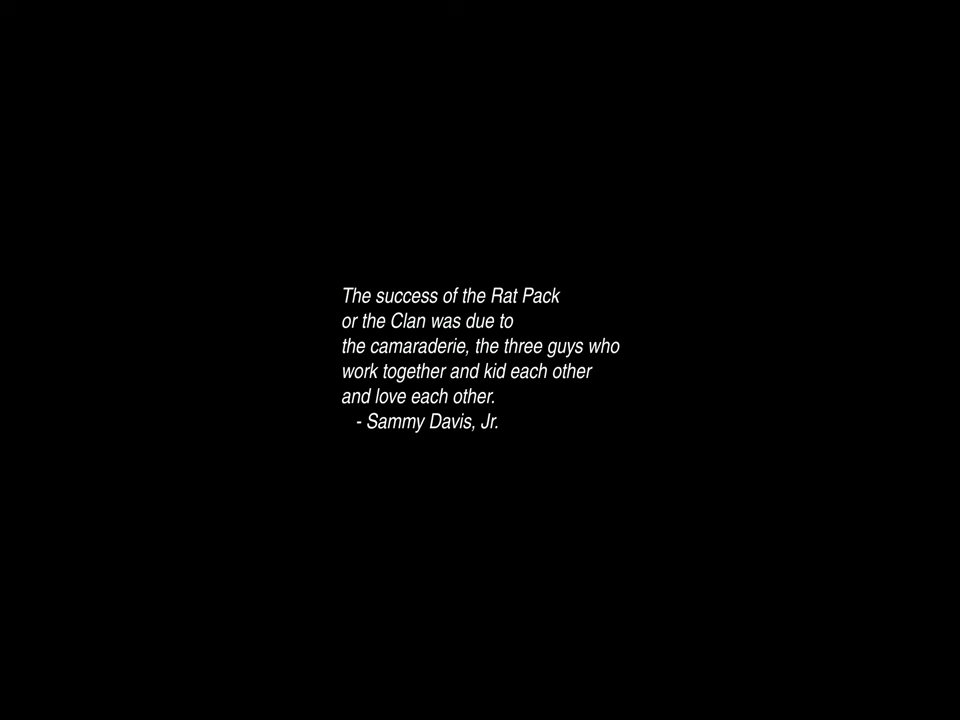 The success of the Rat Pack
or the Clan was due to
the camaraderie, the three guys who
work together and kid each other
and love each other.
- Sammy Davis, Jr.